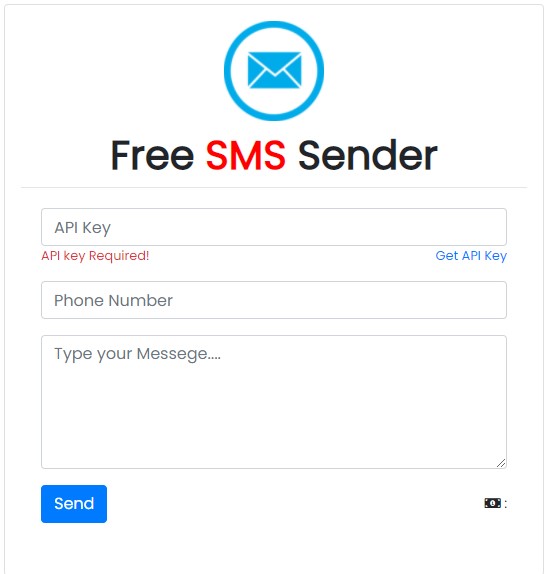 Free SMS Sender
API Key
API key Required! Get API Key
Phone Number
Type your Messege....
Send :